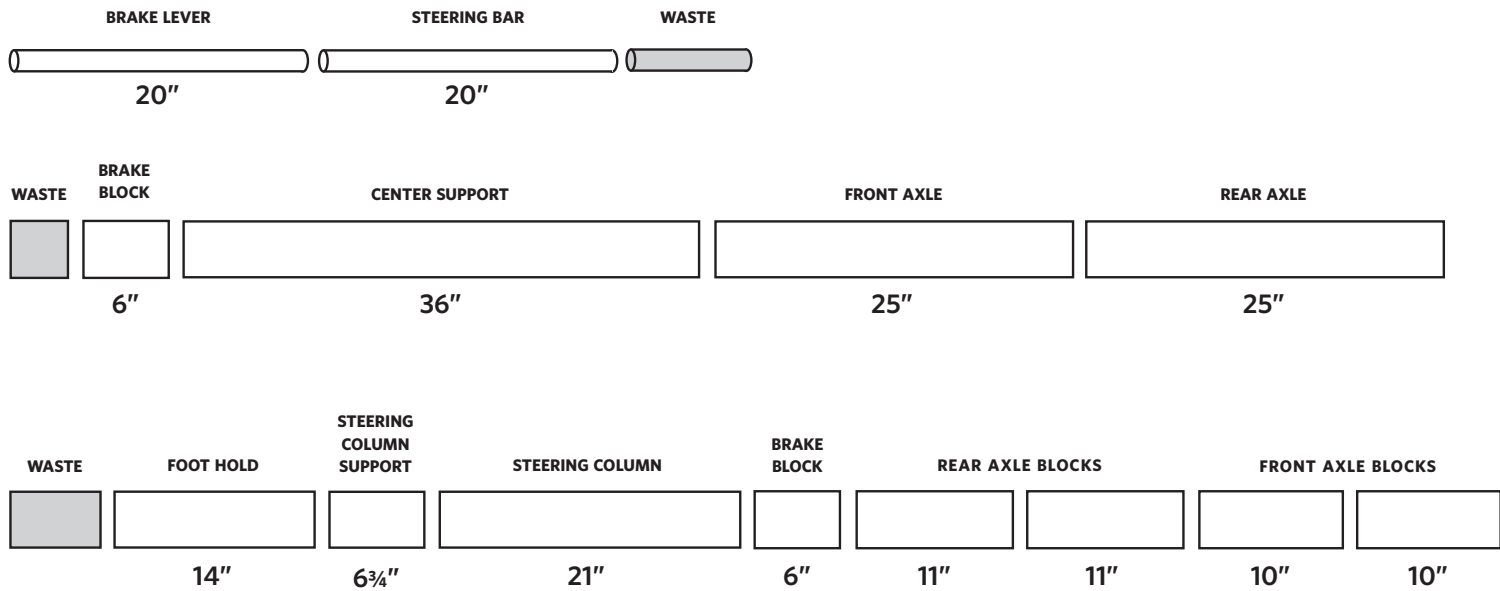 BRAKE LEVER
STEERING BAR
WASTE
20″
20″
WASTE
BRAKE
BLOCK
CENTER SUPPORT
FRONT AXLE
REAR AXLE
6″
36″
25″
25″
WASTE
FOOT HOLD
STEERING
COLUMN
SUPPORT
STEERING COLUMN
BRAKE
BLOCK
REAR AXLE BLOCKS
FRONT AXLE BLOCKS
14″
6¾″
21″
6″
11″
11″
10″
10″